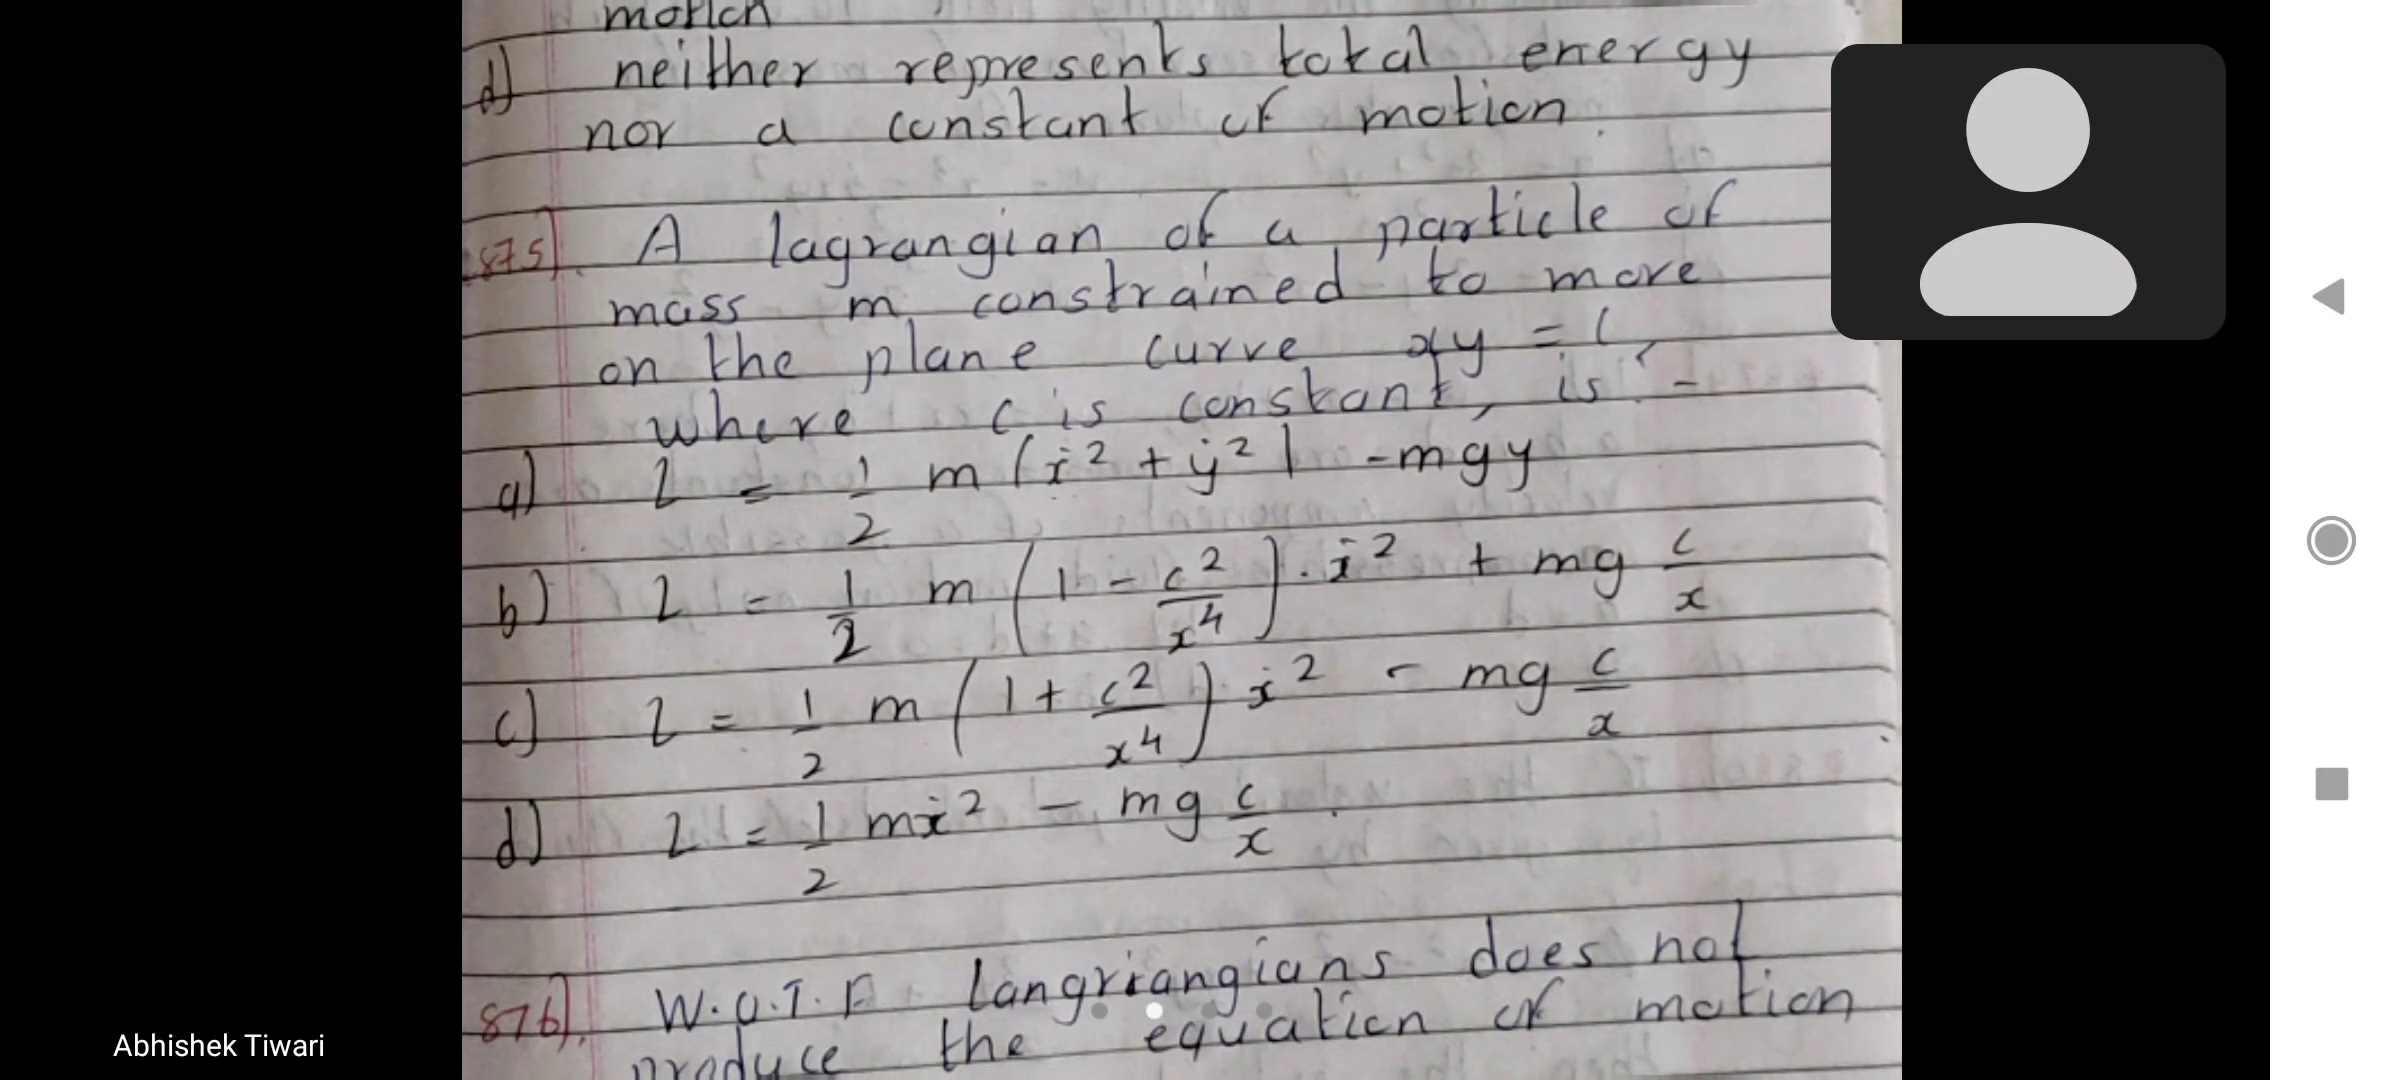 motion
d) neither represents total energy
nor a constant of motion.
875). A lagrangian of a particle of
mass m, constrained to move
on the plane curve xy = c,
where c is constant, is -
a) L = 1/2 m (ẋ² + ẏ²) - mgy
b) L = 1/2 m (1 - c²/x⁴) . ẋ² + mg c/x
c) L = 1/2 m (1 + c²/x⁴) ẋ² - mg c/x
d) L = 1/2 mẋ² - mg c/x .
876). W.O.T.F Langriangians does not
produce the equation of motion
Abhishek Tiwari